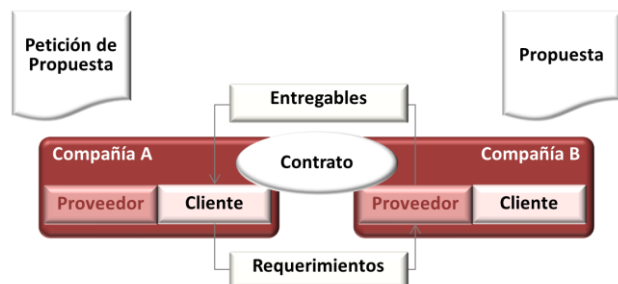 Petición de
Propuesta
Propuesta
Entregables
Compañía A
Contrato
Compañía B
Proveedor
Cliente
Proveedor
Cliente
Requerimientos